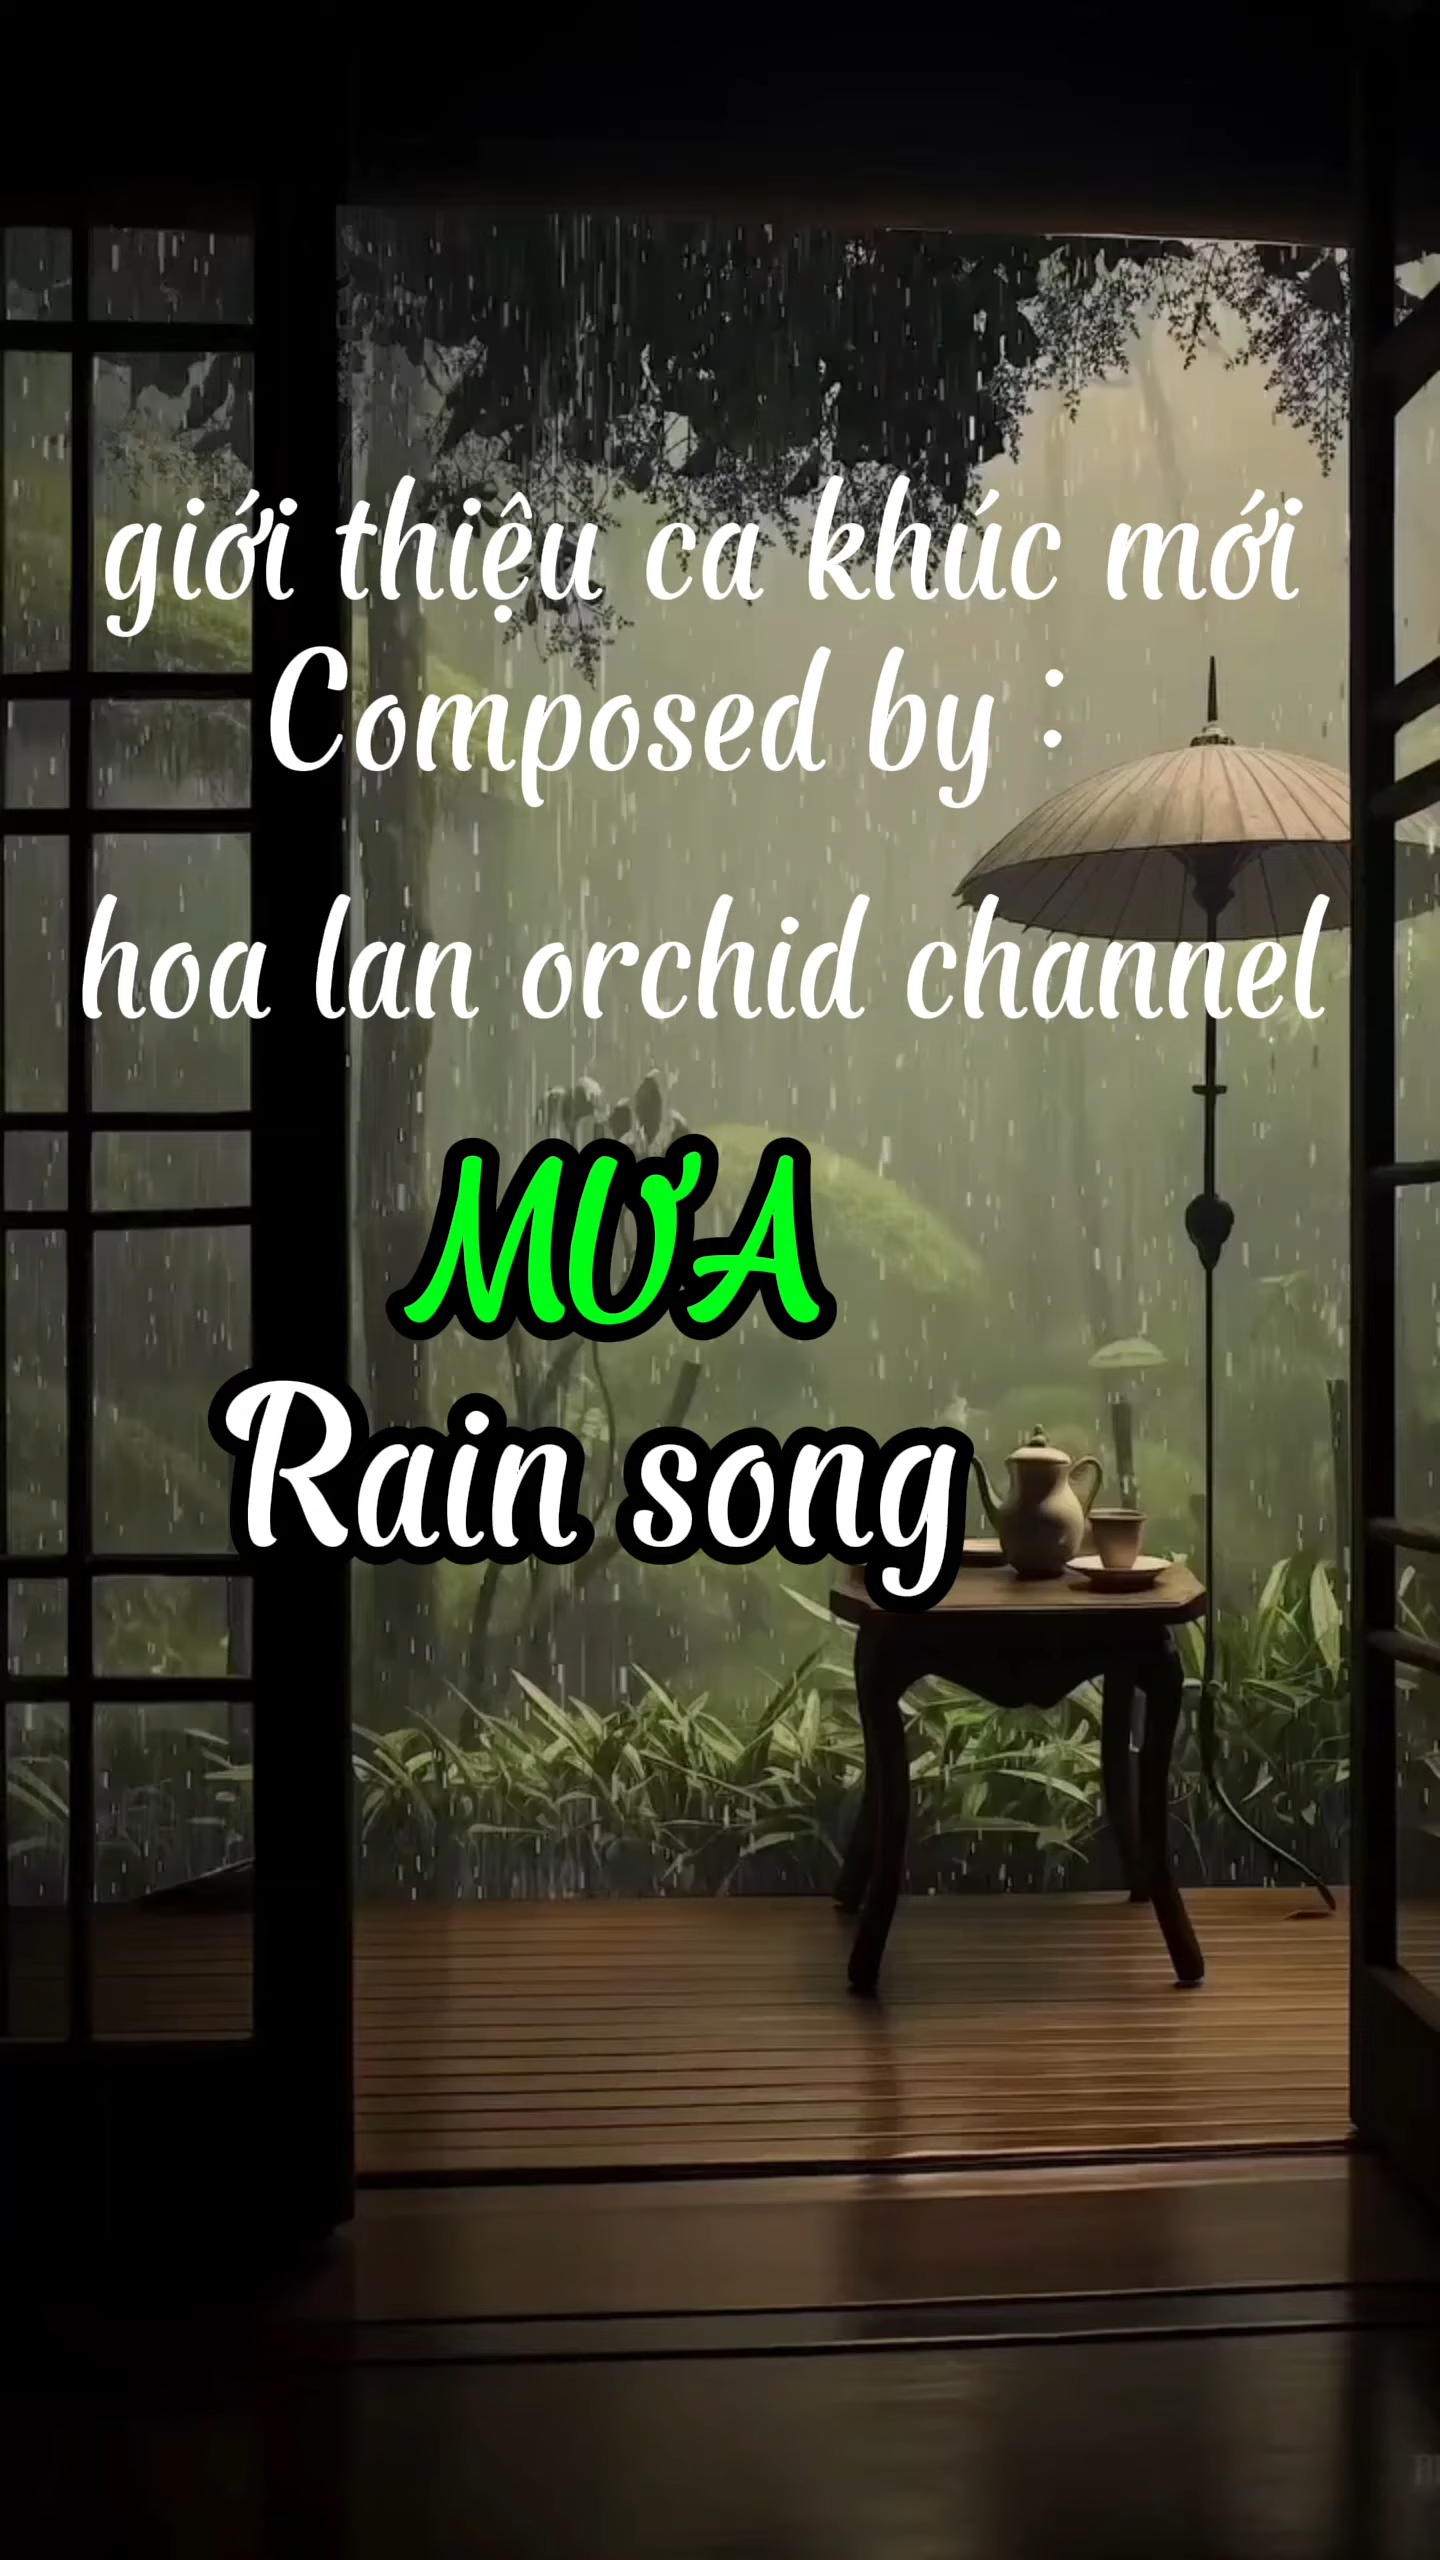 giới thiệu ca khúc mới
Composed by :
hoa lan orchid channel
MƯA
Rain song